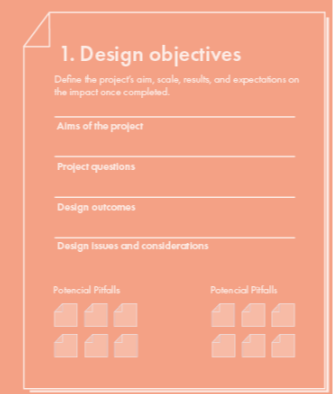 1. Design objectives
Define the project's aim, scale, results, and expectations on
the impact once completed.
Aims of the project
Project questions
Design outcomes
Design issues and considerations
Potencial Pitfalls
Potencial Pitfalls